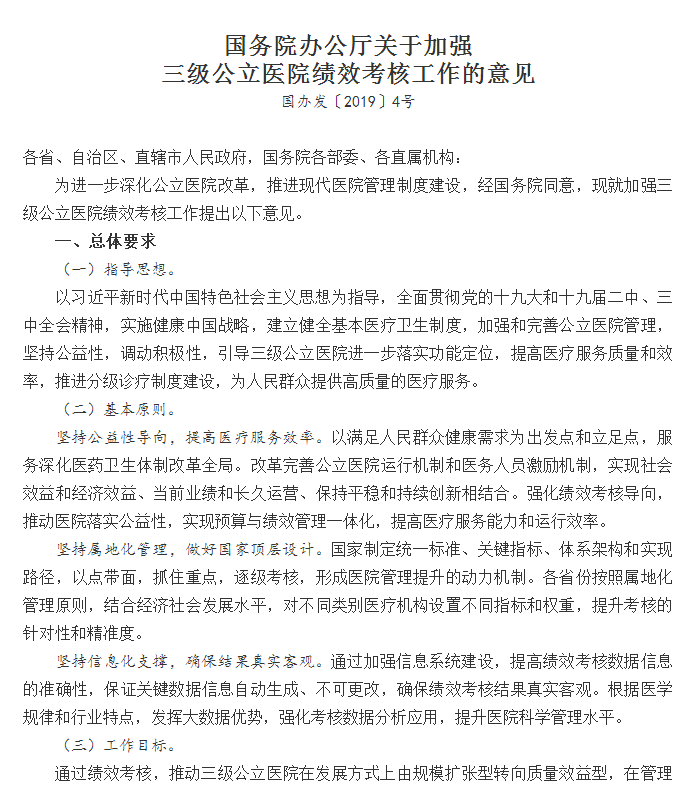 国务院办公厅关于加强
三级公立医院绩效考核工作的意见
国办发〔2019〕4号
各省、自治区、直辖市人民政府，国务院各部委、各直属机构：
为进一步深化公立医院改革，推进现代医院管理制度建设，经国务院同意，现就加强三
级公立医院绩效考核工作提出以下意见。
一、总体要求
（一）指导思想。
以习近平新时代中国特色社会主义思想为指导，全面贯彻党的十九大和十九届二中、三
中全会精神，实施健康中国战略，建立健全基本医疗卫生制度，加强和完善公立医院管理，
坚持公益性，调动积极性，引导三级公立医院进一步落实功能定位，提高医疗服务质量和效
率，推进分级诊疗制度建设，为人民群众提供高质量的医疗服务。
（二）基本原则。
坚持公益性导向，提高医疗服务效率。以满足人民群众健康需求为出发点和立足点，服
务深化医药卫生体制改革全局。改革完善公立医院运行机制和医务人员激励机制，实现社会
效益和经济效益、当前业绩和长久运营、保持平稳和持续创新相结合。强化绩效考核导向，
推动医院落实公益性，实现预算与绩效管理一体化，提高医疗服务能力和运行效率。
坚持属地化管理，做好国家顶层设计。国家制定统一标准、关键指标、体系架构和实现
路径，以点带面，抓住重点，逐级考核，形成医院管理提升的动力机制。各省份按照属地化
管理原则，结合经济社会发展水平，对不同类别医疗机构设置不同指标和权重，提升考核的
针对性和精准度。
坚持信息化支撑，确保结果真实客观。通过加强信息系统建设，提高绩效考核数据信息
的准确性，保证关键数据信息自动生成、不可更改，确保绩效考核结果真实客观。根据医学
规律和行业特点，发挥大数据优势，强化考核数据分析应用，提升医院科学管理水平。
（三）工作目标。
通过绩效考核，推动三级公立医院在发展方式上由规模扩张型转向质量效益型，在管理